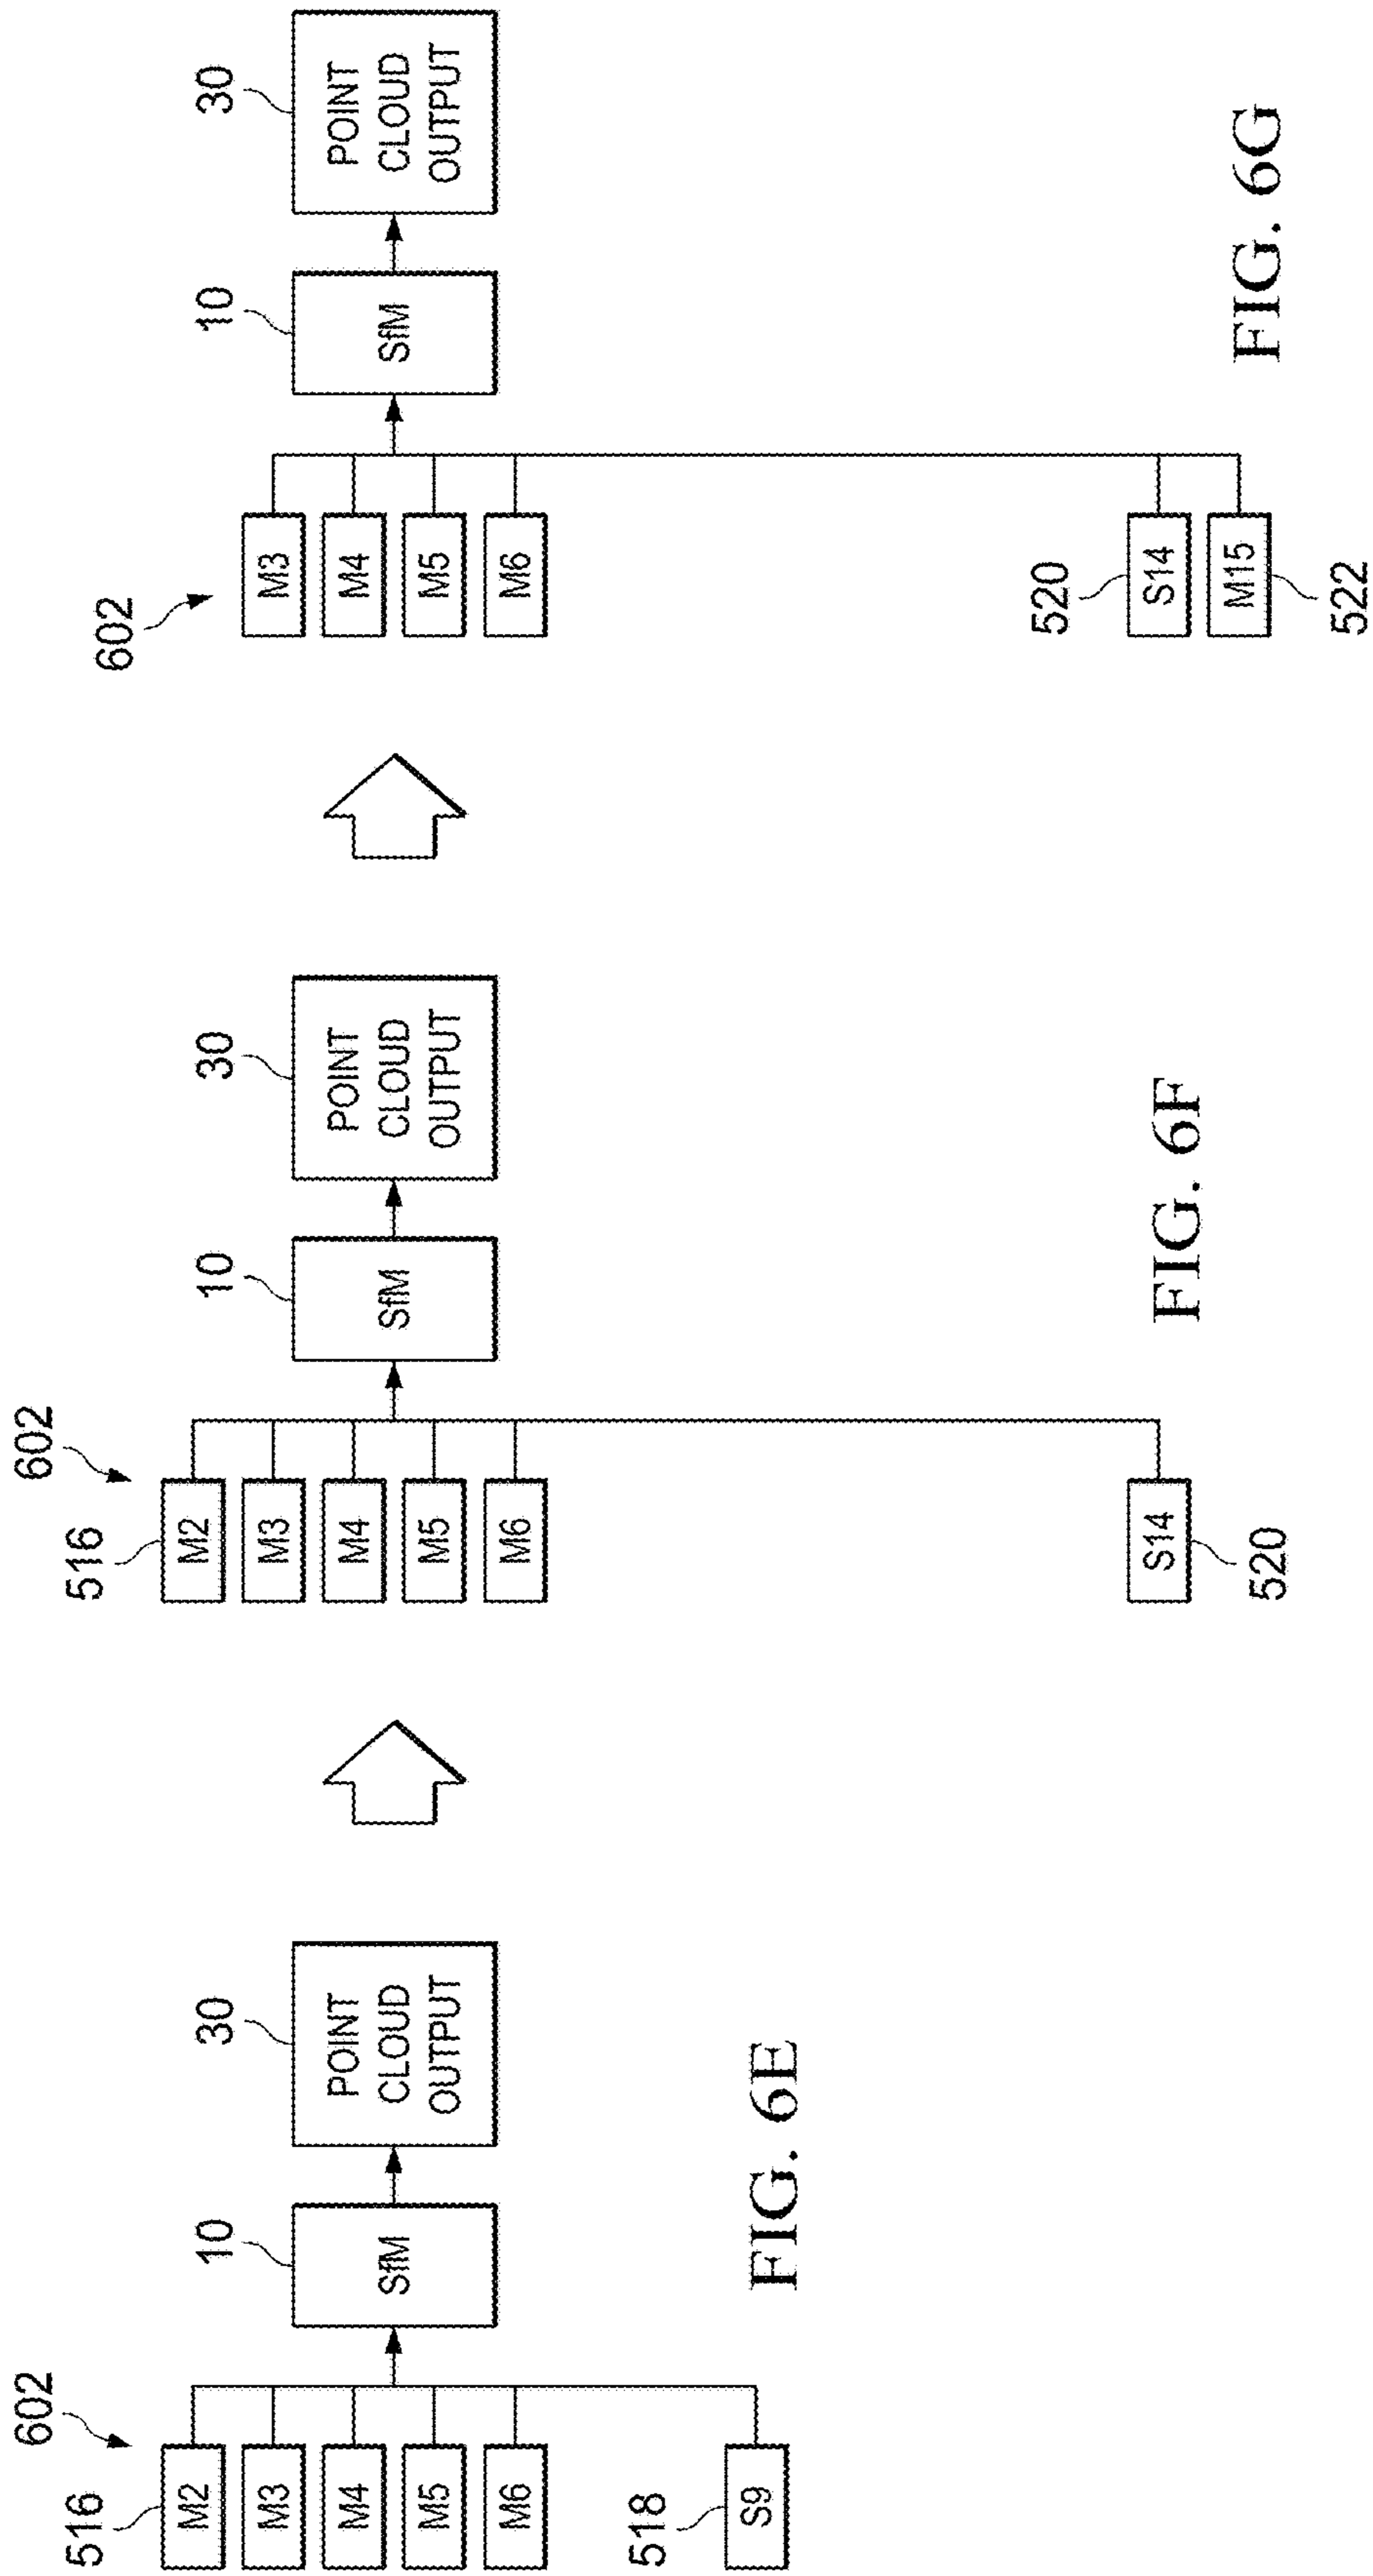 602
516
M2
M3
M4
M5
M6
518
S9
10
SfM
30
POINT
CLOUD
OUTPUT
FIG. 6E
602
516
M2
M3
M4
M5
M6
S14
520
10
SfM
30
POINT
CLOUD
OUTPUT
FIG. 6F
602
M3
M4
M5
M6
520
S14
M15
522
10
SfM
30
POINT
CLOUD
OUTPUT
FIG. 6G